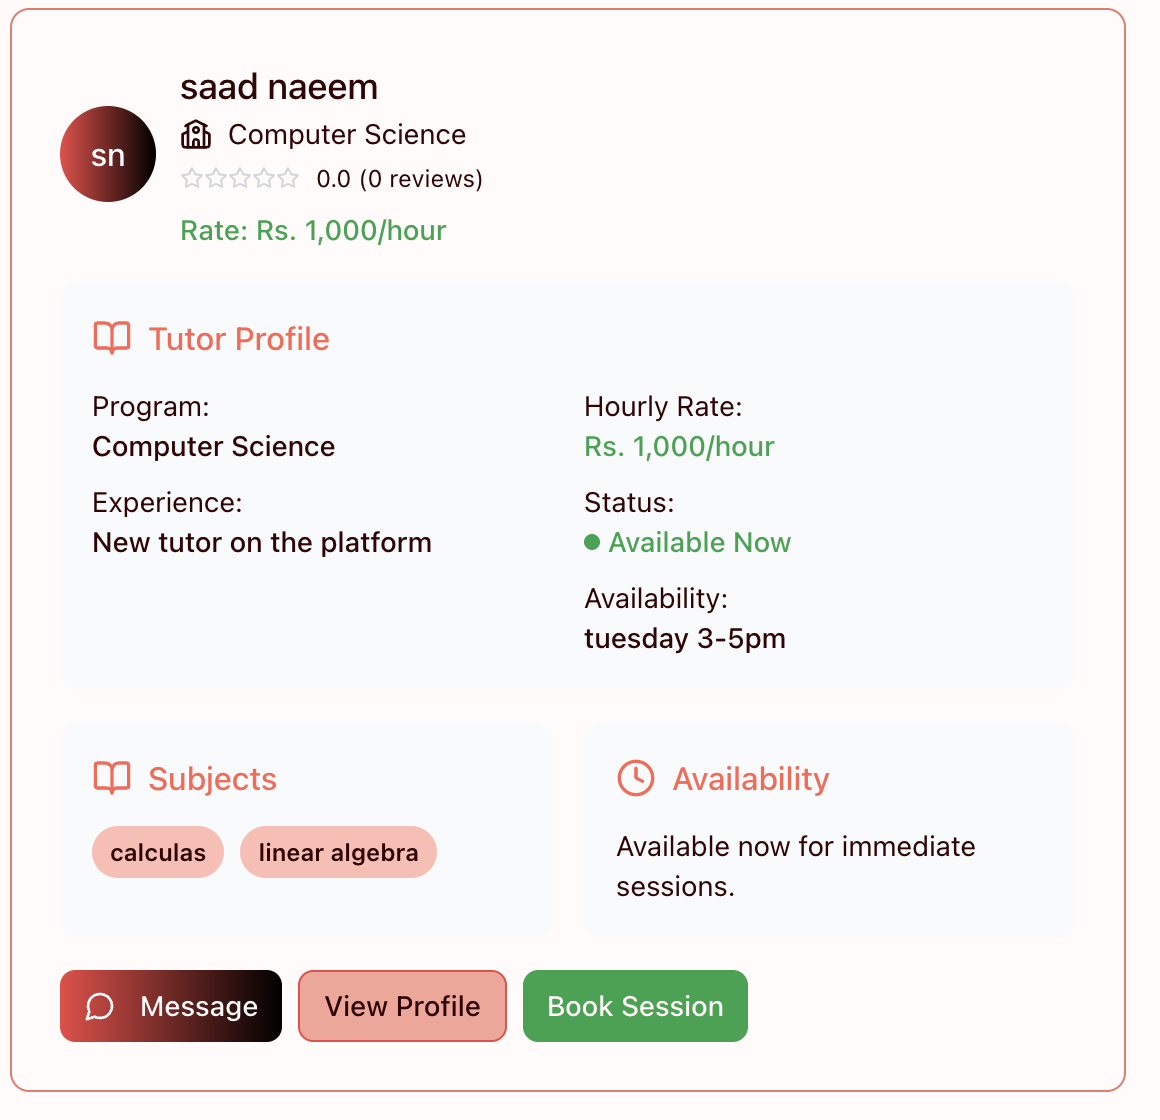 saad naeem
sn
Computer Science
0.0 (0 reviews)
Rate: Rs. 1,000/hour
Tutor Profile
Program:
Computer Science
Experience:
New tutor on the platform
Hourly Rate:
Rs. 1,000/hour
Status:
Available Now
Availability:
tuesday 3-5pm
Subjects
calculas
linear algebra
Availability
Available now for immediate
sessions.
Message
View Profile
Book Session